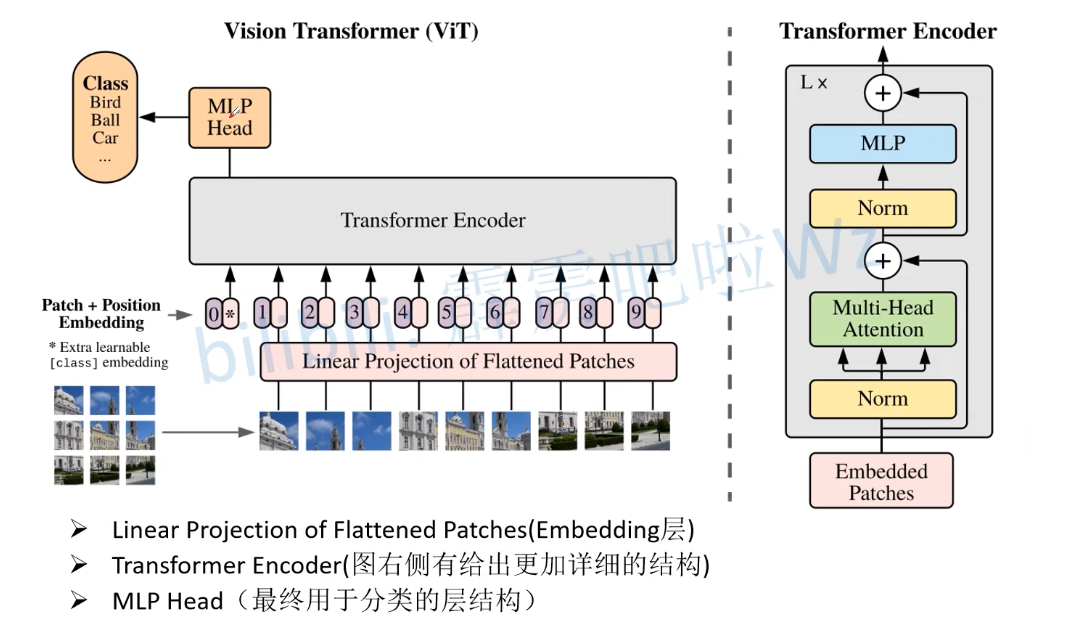 Vision Transformer (ViT)
Class
Bird
Ball
Car
...
MLP
Head
Transformer Encoder
Patch + Position
Embedding
* Extra learnable
[class] embedding
0 * 1 2 3 4 5 6 7 8 9
Linear Projection of Flattened Patches
Transformer Encoder
L ×
+
MLP
Norm
+
Multi-Head
Attention
Norm
Embedded
Patches
bilibili: 霹雳吧啦Wz
➢ Linear Projection of Flattened Patches(Embedding层)
➢ Transformer Encoder(图右侧有给出更加详细的结构)
➢ MLP Head（最终用于分类的层结构）